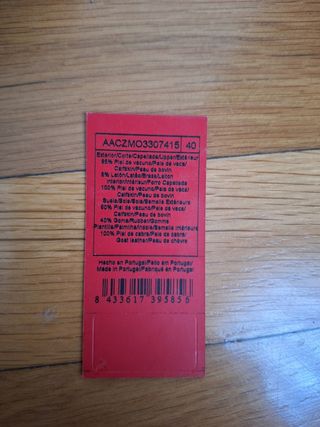 AACZMO3307415 40
Exterior/Corte/Capellada/Upper/Extérieur
95% Piel de vacuno/Pele de vaca/
Calfskin/Peau de bovin
5% Latón/Latão/Brass/Laiton
Interior/Intérieur/Forro Capellada
100% Piel de vacuno/Pele de vaca/
Calfskin/Peau de bovin
Suela/Sola/Sole/Semelle Extérieure
60% Piel de vacuno/Pele de vaca/
Calfskin/Peau de bovin
40% Goma/Rubber/Gomme
Plantilla/Palmilha/Insole/Semelle Intérieure
100% Piel de cabra/Pele de cabra/
Goat leather/Peau de chèvre
Hecho en Portugal/Feito em Portugal/
Made in Portugal/Fabriqué en Portugal
8 433617 395856